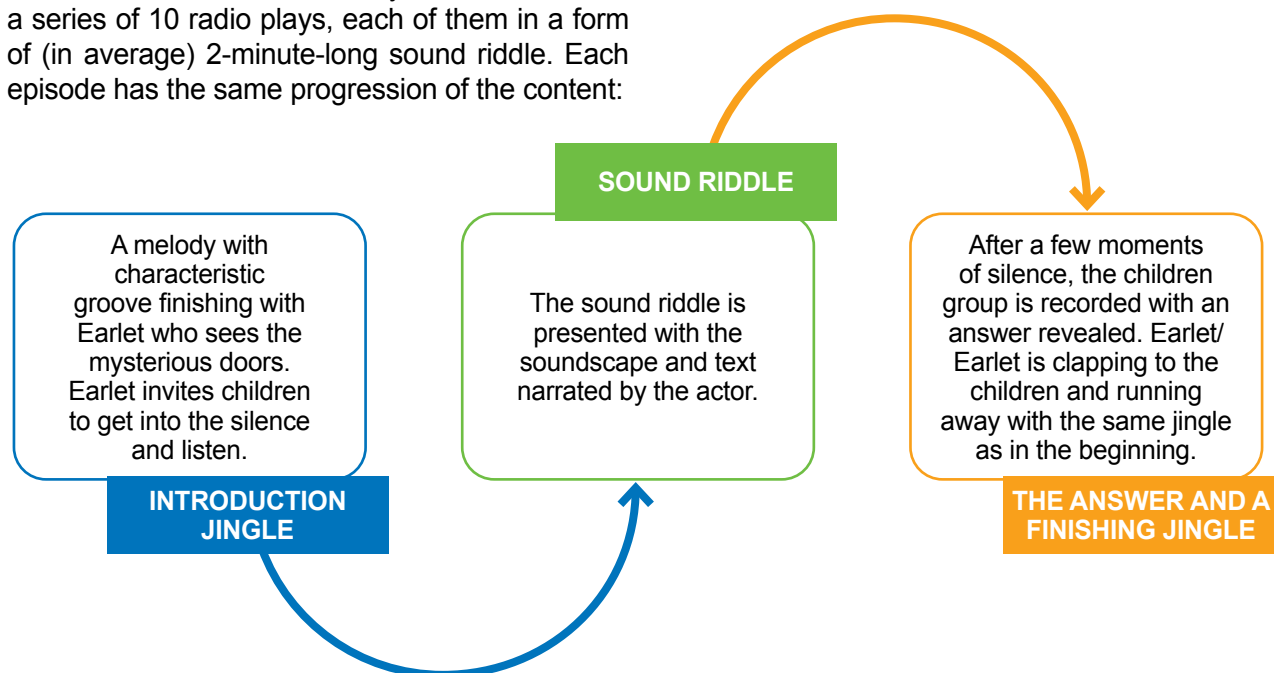 a series of 10 radio plays, each of them in a form
of (in average) 2-minute-long sound riddle. Each
episode has the same progression of the content:
A melody with
characteristic
groove finishing with
Earlet who sees the
mysterious doors.
Earlet invites children
to get into the silence
and listen.
INTRODUCTION
JINGLE
SOUND RIDDLE
The sound riddle is
presented with the
soundscape and text
narrated by the actor.
After a few moments
of silence, the children
group is recorded with an
answer revealed. Earlet/
Earlet is clapping to the
children and running
away with the same jingle
as in the beginning.
THE ANSWER AND A
FINISHING JINGLE